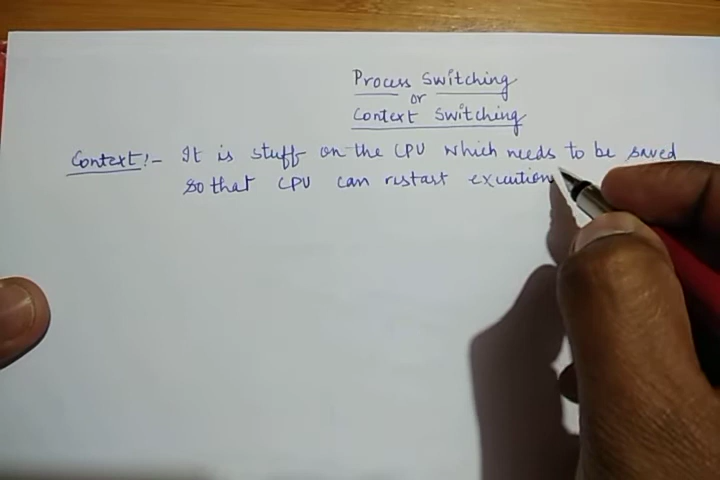 Process Switching
or
Context Switching
Context:- It is stuff on the CPU which needs to be saved
so that CPU can restart execution